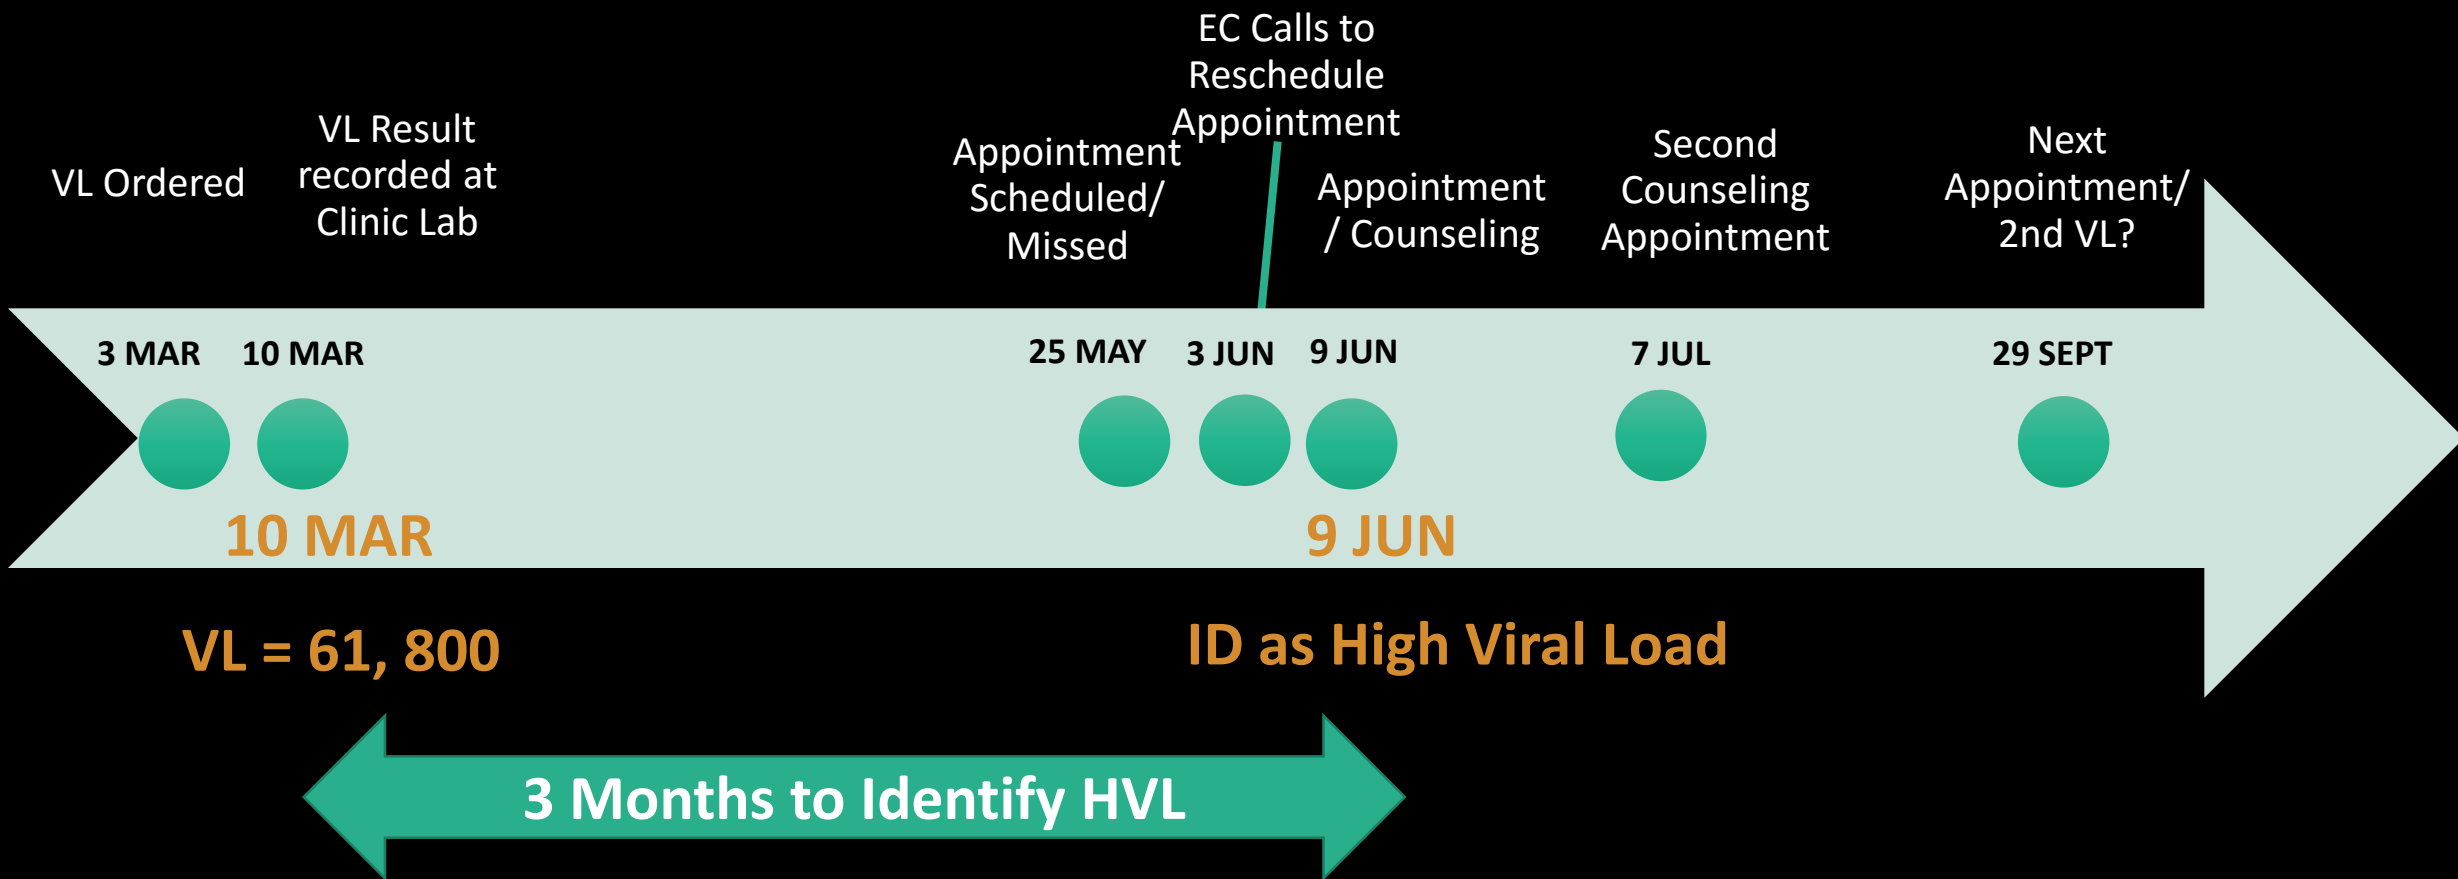 VL Ordered
VL Result
recorded at
Clinic Lab
Appointment
Scheduled/
Missed
EC Calls to
Reschedule
Appointment
Appointment
/ Counseling
Second
Counseling
Appointment
Next
Appointment/
2nd VL?
3 MAR
10 MAR
25 MAY
3 JUN
9 JUN
7 JUL
29 SEPT
10 MAR
9 JUN
VL = 61, 800
ID as High Viral Load
3 Months to Identify HVL